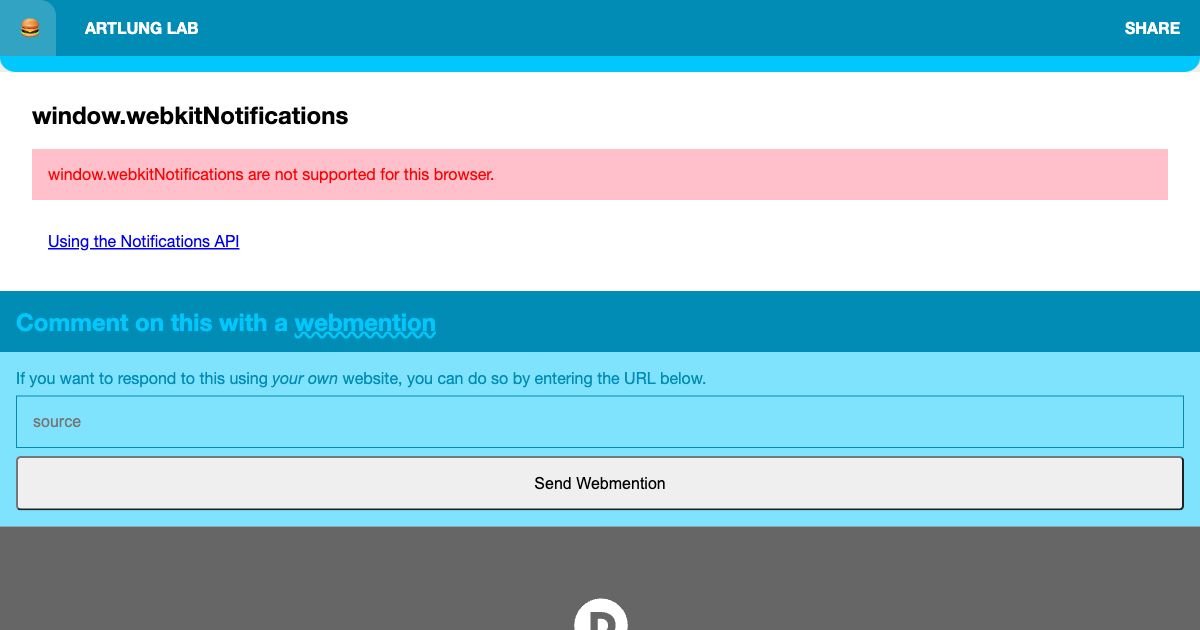 ARTLUNG LAB
SHARE
window.webkitNotifications
window.webkitNotifications are not supported for this browser.
Using the Notifications API
Comment on this with a webmention
If you want to respond to this using your own website, you can do so by entering the URL below.
source
Send Webmention